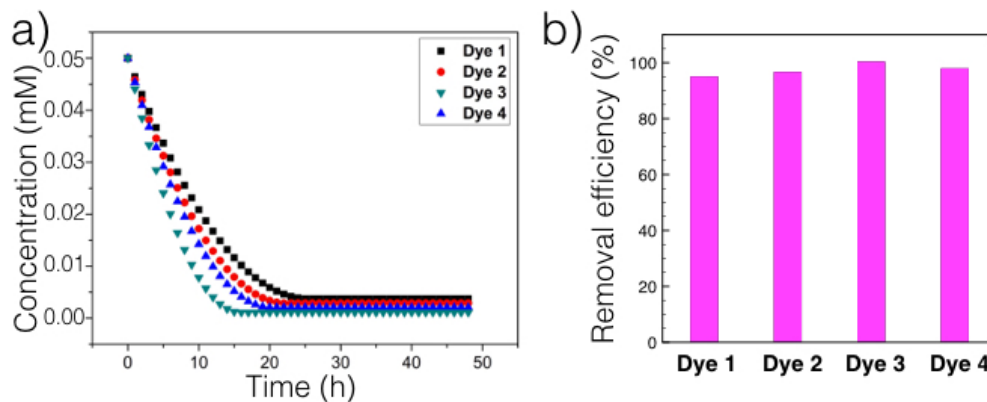 a)
Concentration (mM)
0.05
0.04
0.03
0.02
0.01
0.00
Dye 1
Dye 2
Dye 3
Dye 4
0 10 20 30 40 50
Time (h)
b)
Removal efficiency (%)
100
80
60
40
20
0
Dye 1 Dye 2 Dye 3 Dye 4